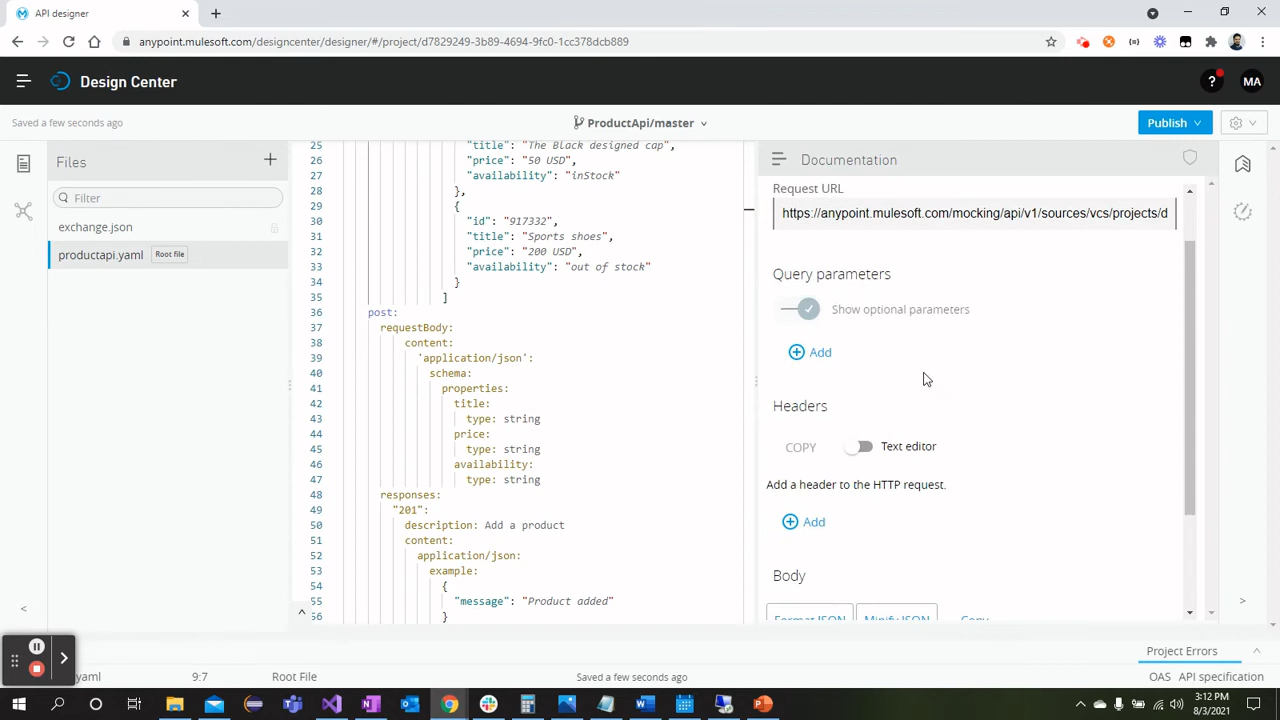 API designer
anypoint.mulesoft.com/designcenter/designer/#/project/d7829249-3b89-4694-9fc0-1cc378dcb889
Design Center
?
MA
Saved a few seconds ago
ProductApi/master
Publish
Files
Filter
exchange.json
productapi.yaml
Root file
25 "title": "The Black designed cap",
26 "price": "50 USD",
27 "availability": "inStock"
28 },
29 {
30 "id": "917332",
31 "title": "Sports shoes",
32 "price": "200 USD",
33 "availability": "out of stock"
34 }
35 ]
36 post:
37 requestBody:
38 content:
39 'application/json':
40 schema:
41 properties:
42 title:
43 type: string
44 price:
45 type: string
46 availability:
47 type: string
48 responses:
49 "201":
50 description: Add a product
51 content:
52 application/json:
53 example:
54 {
55 "message": "Product added"
56 }
Documentation
Request URL
https://anypoint.mulesoft.com/mocking/api/v1/sources/vcs/projects/d
Query parameters
Show optional parameters
Add
Headers
COPY
Text editor
Add a header to the HTTP request.
Add
Body
Format JSON
Minify JSON
Copy
Project Errors
yaml
9:7
Root File
Saved a few seconds ago
OAS
API specification
3:12 PM
8/3/2021